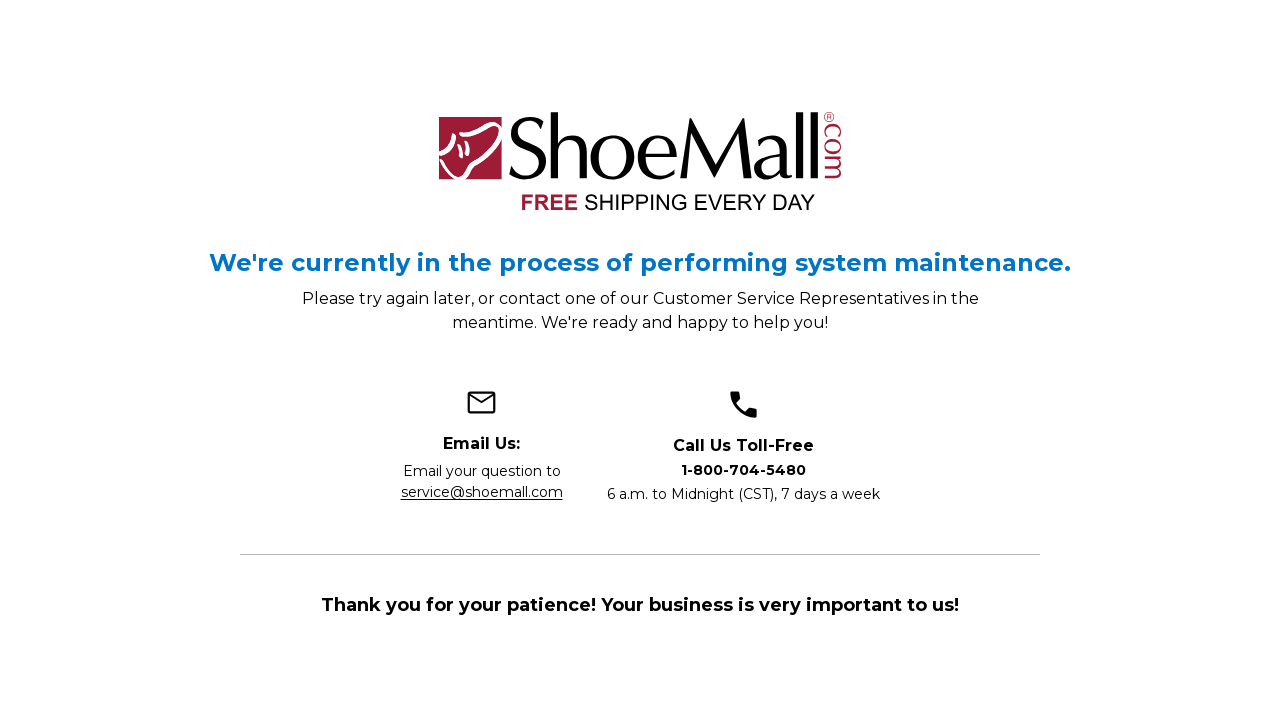 ShoeMall.com®
FREE SHIPPING EVERY DAY
We're currently in the process of performing system maintenance.
Please try again later, or contact one of our Customer Service Representatives in the
meantime. We're ready and happy to help you!
Email Us:
Email your question to
service@shoemall.com
Call Us Toll-Free
1-800-704-5480
6 a.m. to Midnight (CST), 7 days a week
Thank you for your patience! Your business is very important to us!